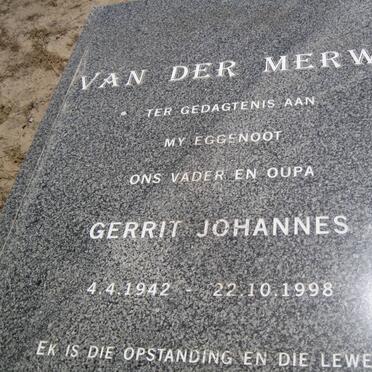 VAN DER MERW
TER GEDAGTENIS AAN
MY EGGENOOT
ONS VADER EN OUPA
GERRIT JOHANNES
4.4.1942 - 22.10.1998
EK IS DIE OPSTANDING EN DIE LEWE